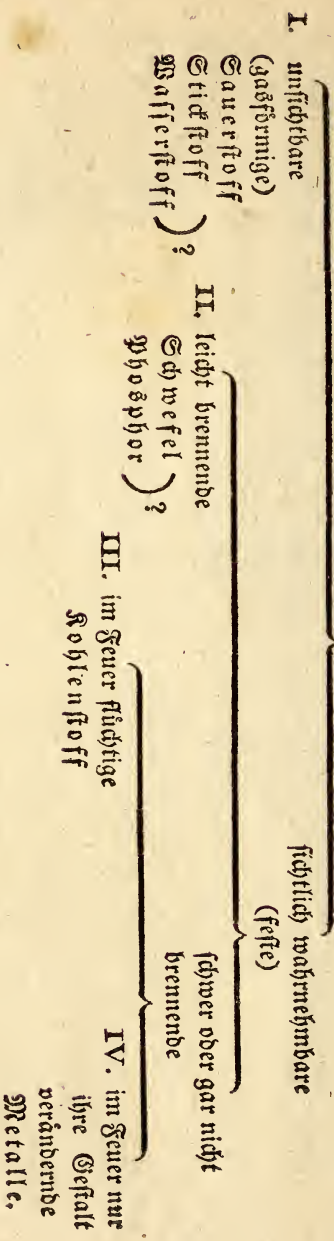 I. unsichtbare
(gasförmige)
Sauerstoff
Stickstoff
Wasserstoff ) ?
sichtlich wahrnehmbare
(feste)
II. leicht brennende
Schwefel
Phosphor ) ?
schwer oder gar nicht
brennende
III. im Feuer flüchtige
Kohlenstoff
IV. im Feuer nur
ihre Gestalt
verändernde
Metalle.